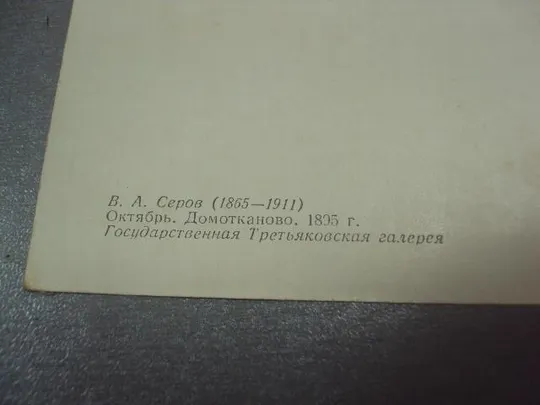 В. А. Серов (1865—1911)
Октябрь. Домотканово. 1895 г.
Государственная Третьяковская галерея